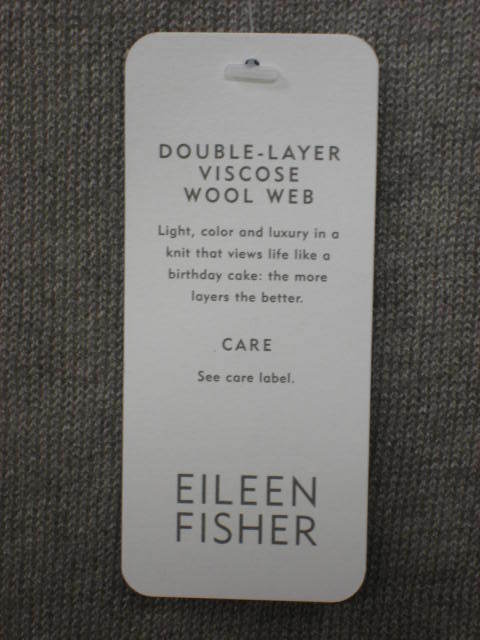 DOUBLE-LAYER
VISCOSE
WOOL WEB
Light, color and luxury in a
knit that views life like a
birthday cake: the more
layers the better.
CARE
See care label.
EILEEN
FISHER